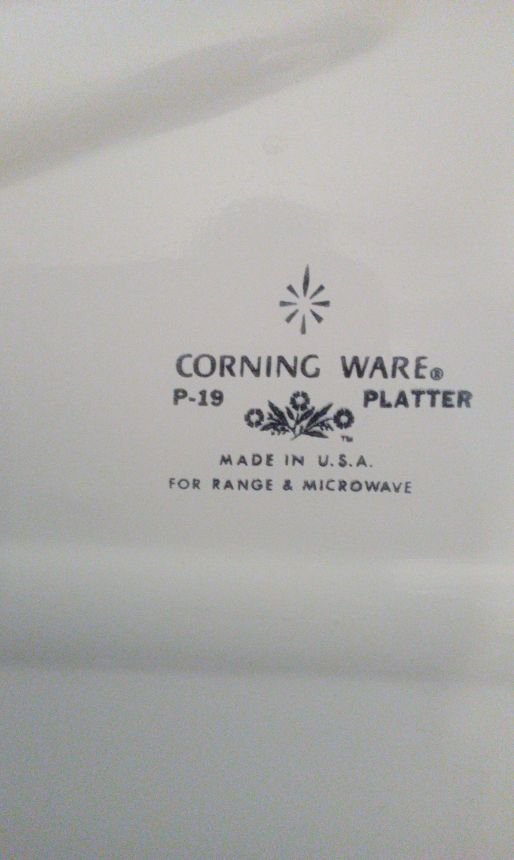 CORNING WARE®
P-19 PLATTER
TM
MADE IN U.S.A.
FOR RANGE & MICROWAVE